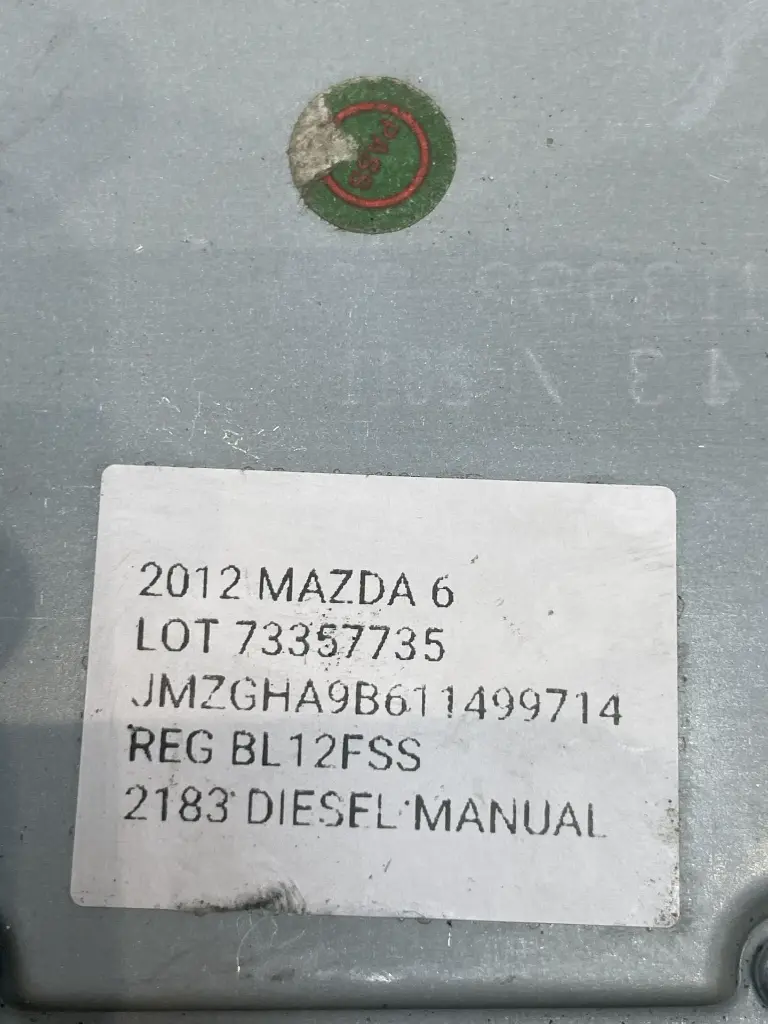 PASS
2012 MAZDA 6
LOT 73357735
JMZGHA9B611499714
REG BL12FSS
2183 DIESEL MANUAL